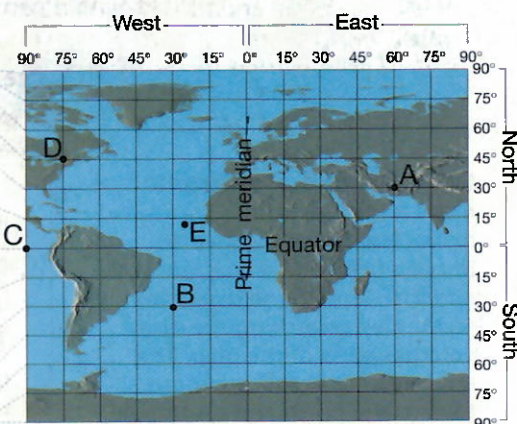 West East
90° 75° 60° 45° 30° 15° 0° 15° 30° 45° 60° 75° 90°
90°
75°
60°
D 45°
A 30°
North
15°
E
Prime meridian
C Equator 0°
15°
B 30°
South
45°
60°
75°
90°